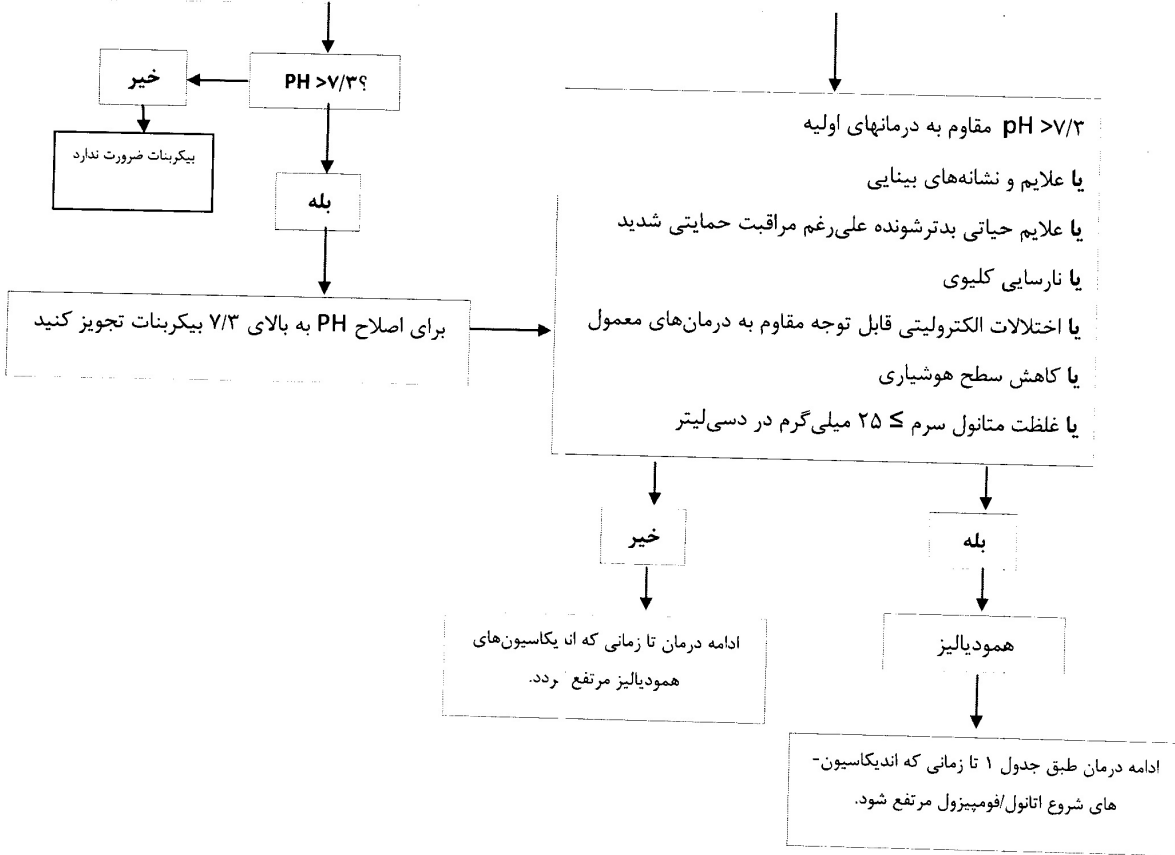 PH >۷/۳؟
خیر
بیکربنات ضرورت ندارد
بله
برای اصلاح PH به بالای ۷/۳ بیکربنات تجویز کنید
pH >۷/۳ مقاوم به درمانهای اولیه
یا علایم و نشانه‌های بینایی
یا علایم حیاتی بدترشونده علی‌رغم مراقبت حمایتی شدید
یا نارسایی کلیوی
یا اختلالات الکترولیتی قابل توجه مقاوم به درمان‌های معمول
یا کاهش سطح هوشیاری
یا غلظت متانول سرم ≥ ۲۵ میلی‌گرم در دسی‌لیتر
خیر
بله
ادامه درمان تا زمانی که اندیکاسیون‌های
همودیالیز مرتفع
همودیالیز
ادامه درمان طبق جدول ۱ تا زمانی که اندیکاسیون-
های شروع اتانول/فومپیزول مرتفع شود.